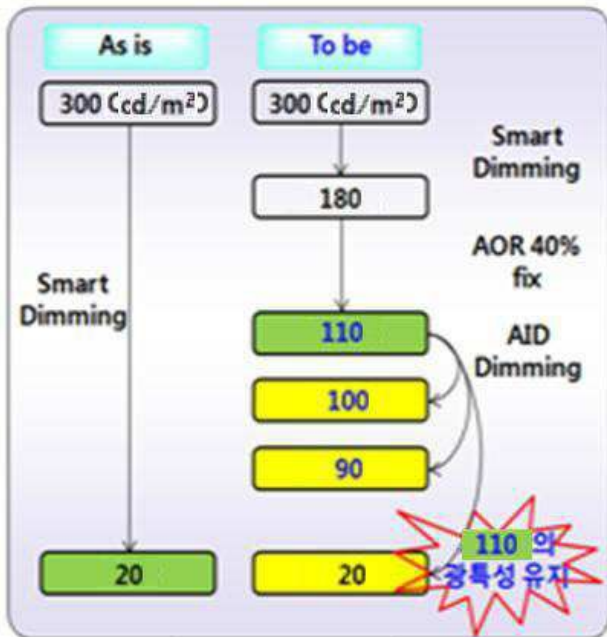 As is
To be
300 (cd/m²)
300 (cd/m²)
Smart
Dimming
180
AOR 40%
fix
Smart
Dimming
110
AID
Dimming
100
90
20
20
110 의
광특성 유지